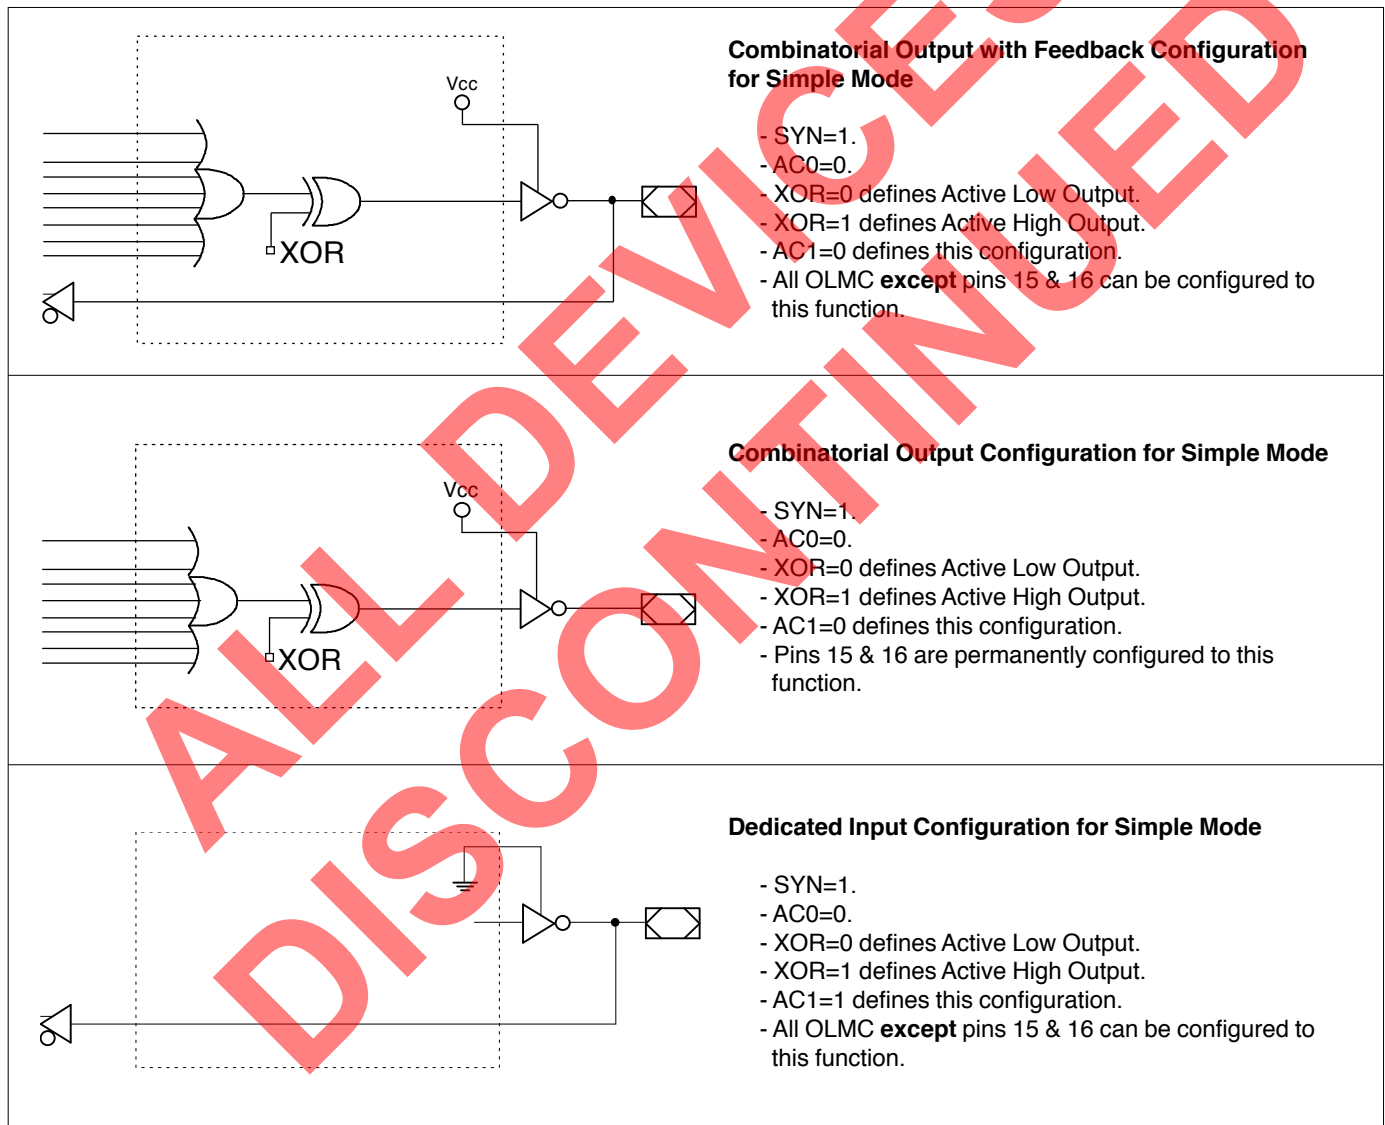 Combinatorial Output with Feedback Configuration
for Simple Mode
Vcc
XOR
- SYN=1.
- AC0=0.
- XOR=0 defines Active Low Output.
- XOR=1 defines Active High Output.
- AC1=0 defines this configuration.
- All OLMC except pins 15 & 16 can be configured to
this function.
Combinatorial Output Configuration for Simple Mode
Vcc
XOR
- SYN=1.
- AC0=0.
- XOR=0 defines Active Low Output.
- XOR=1 defines Active High Output.
- AC1=0 defines this configuration.
- Pins 15 & 16 are permanently configured to this
function.
Dedicated Input Configuration for Simple Mode
- SYN=1.
- AC0=0.
- XOR=0 defines Active Low Output.
- XOR=1 defines Active High Output.
- AC1=1 defines this configuration.
- All OLMC except pins 15 & 16 can be configured to
this function.
ALL DEVICES
DISCONTINUED